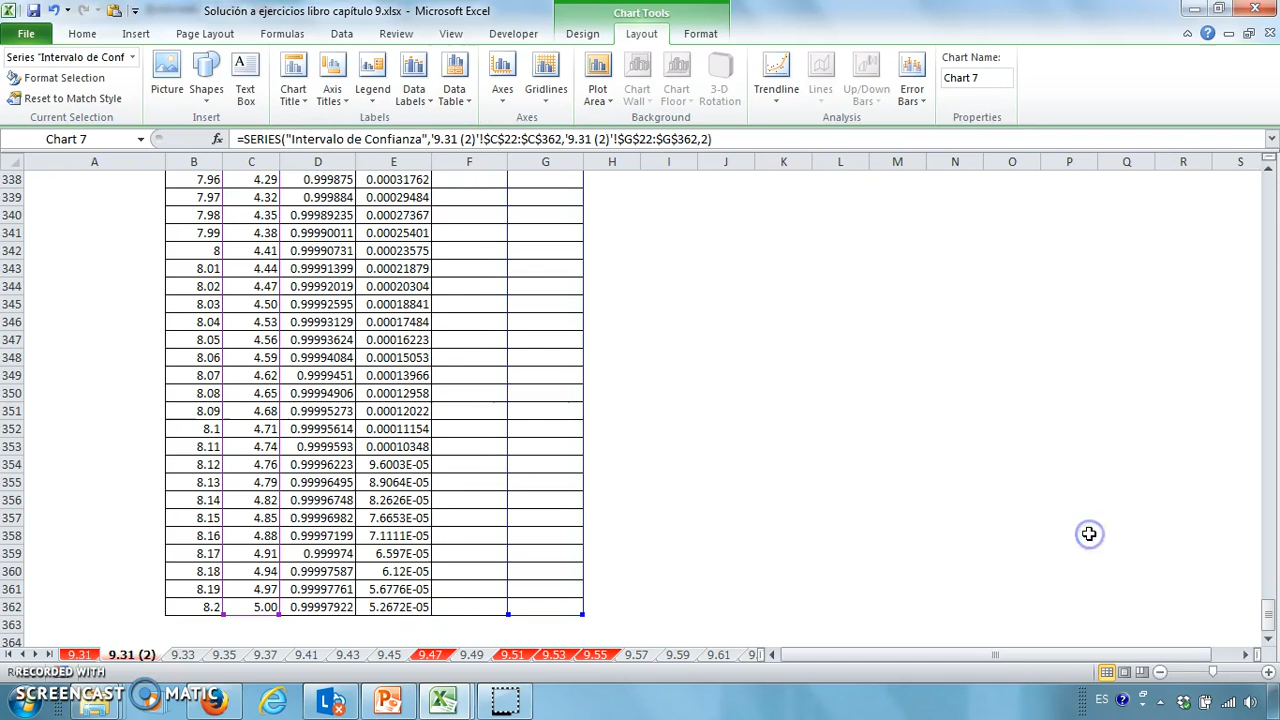 Solución a ejercicios libro capítulo 9.xlsx - Microsoft Excel
Chart Tools
File Home Insert Page Layout Formulas Data Review View Developer Design Layout Format
Series "Intervalo de Conf
Format Selection
Reset to Match Style
Current Selection
Picture Shapes Text Box
Insert
Chart Title Axis Titles Legend Data Labels Data Table
Labels
Axes Gridlines
Axes
Plot Area Chart Wall Chart Floor 3-D Rotation
Background
Trendline Lines Up/Down Bars Error Bars
Analysis
Chart Name:
Chart 7
Properties
Chart 7 fx =SERIES("Intervalo de Confianza",'9.31 (2)'!$C$22:$C$362,'9.31 (2)'!$G$22:$G$362,2)
A B C D E F G H I J K L M N O P Q R S
338 7.96 4.29 0.999875 0.00031762
339 7.97 4.32 0.999884 0.00029484
340 7.98 4.35 0.99989235 0.00027367
341 7.99 4.38 0.99990011 0.00025401
342 8 4.41 0.99990731 0.00023575
343 8.01 4.44 0.99991399 0.00021879
344 8.02 4.47 0.99992019 0.00020304
345 8.03 4.50 0.99992595 0.00018841
346 8.04 4.53 0.99993129 0.00017484
347 8.05 4.56 0.99993624 0.00016223
348 8.06 4.59 0.99994084 0.00015053
349 8.07 4.62 0.9999451 0.00013966
350 8.08 4.65 0.99994906 0.00012958
351 8.09 4.68 0.99995273 0.00012022
352 8.1 4.71 0.99995614 0.00011154
353 8.11 4.74 0.9999593 0.00010348
354 8.12 4.76 0.99996223 9.6003E-05
355 8.13 4.79 0.99996495 8.9064E-05
356 8.14 4.82 0.99996748 8.2626E-05
357 8.15 4.85 0.99996982 7.6653E-05
358 8.16 4.88 0.99997199 7.1111E-05
359 8.17 4.91 0.999974 6.597E-05
360 8.18 4.94 0.99997587 6.12E-05
361 8.19 4.97 0.99997761 5.6776E-05
362 8.2 5.00 0.99997922 5.2672E-05
363
364
9.31 9.31 (2) 9.33 9.35 9.37 9.41 9.43 9.45 9.47 9.49 9.51 9.53 9.55 9.57 9.59 9.61
RECORDED WITH
SCREENCAST MATIC
ES